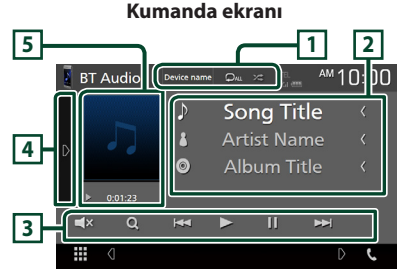 Kumanda ekranı
5
1
2
BT Audio
Device name
ALL
AM 10:00
Song Title
Artist Name
Album Title
4
0:01:23
3